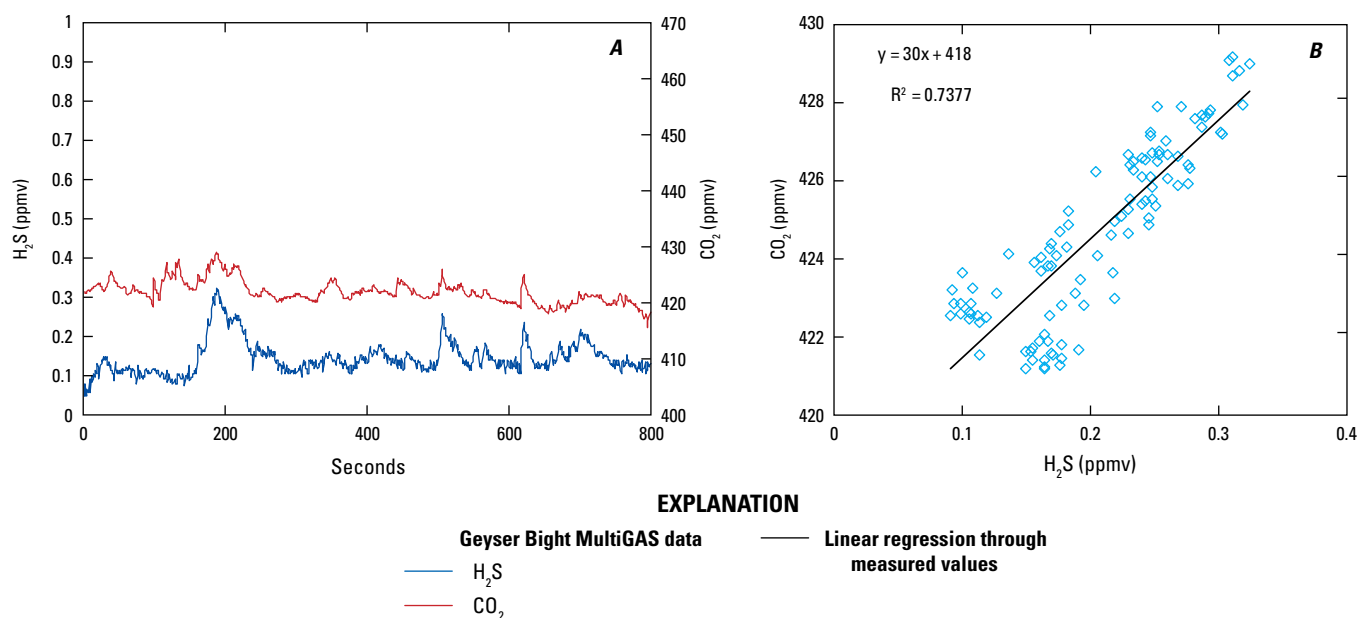 A
1
0.9
0.8
0.7
0.6
0.5
0.4
0.3
0.2
0.1
0
H₂S (ppmv)
470
460
450
440
430
420
410
400
CO₂ (ppmv)
0 200 400 600 800
Seconds
B
y = 30x + 418
R² = 0.7377
430
428
426
424
422
420
CO₂ (ppmv)
0 0.1 0.2 0.3 0.4
H₂S (ppmv)
EXPLANATION
Geyser Bight MultiGAS data
H₂S
CO₂
Linear regression through
measured values